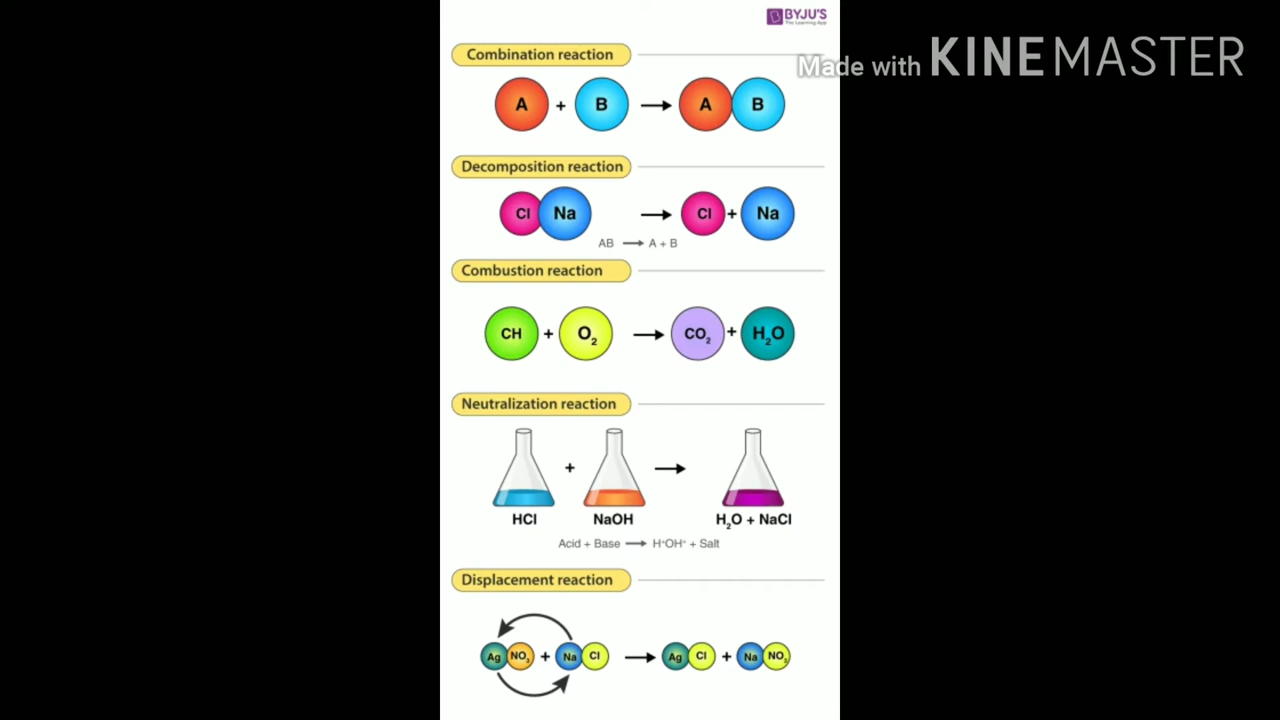 BYJU'S
The Learning App
Made with KINEMASTER
Combination reaction
A + B → A B
Decomposition reaction
Cl Na → Cl + Na
AB → A + B
Combustion reaction
CH + O₂ → CO₂ + H₂O
Neutralization reaction
+ →
HCl NaOH H₂O + NaCl
Acid + Base → H⁺OH⁺ + Salt
Displacement reaction
Ag NO₃ + Na Cl → Ag Cl + Na NO₃